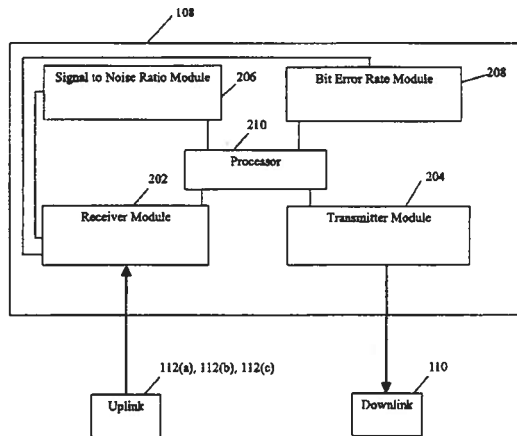 108
Signal to Noise Ratio Module
206
Bit Error Rate Module
208
210
Processor
202
Receiver Module
204
Transmitter Module
112(a), 112(b), 112(c)
Uplink
110
Downlink